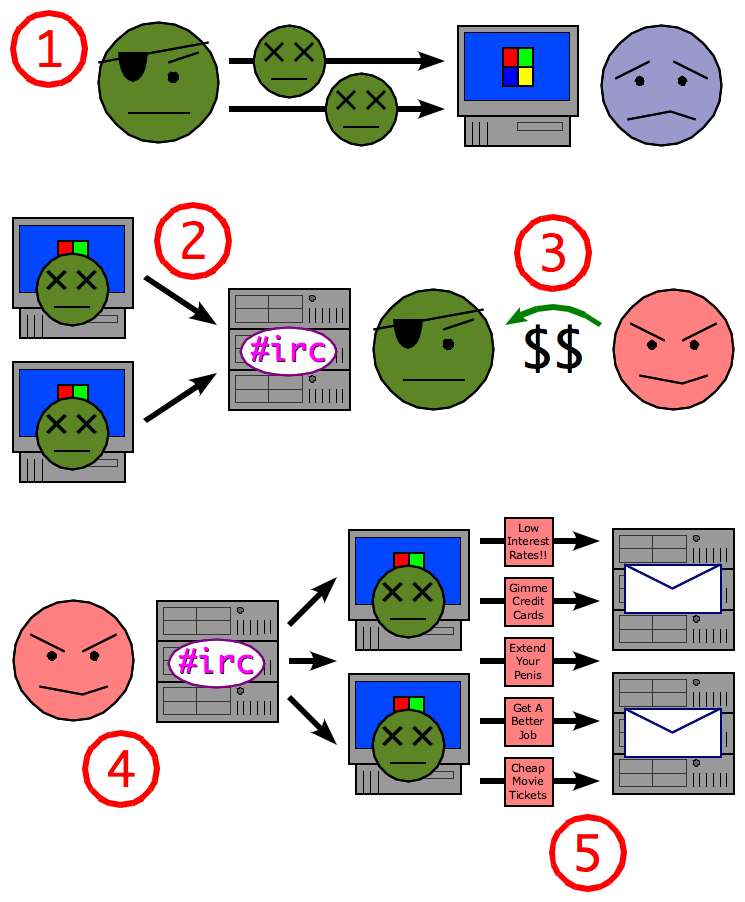 1
2
3
#irc
$$
Low
Interest
Rates!!
Gimme
Credit
Cards
#irc
Extend
Your
Penis
Get A
Better
Job
4
Cheap
Movie
Tickets
5